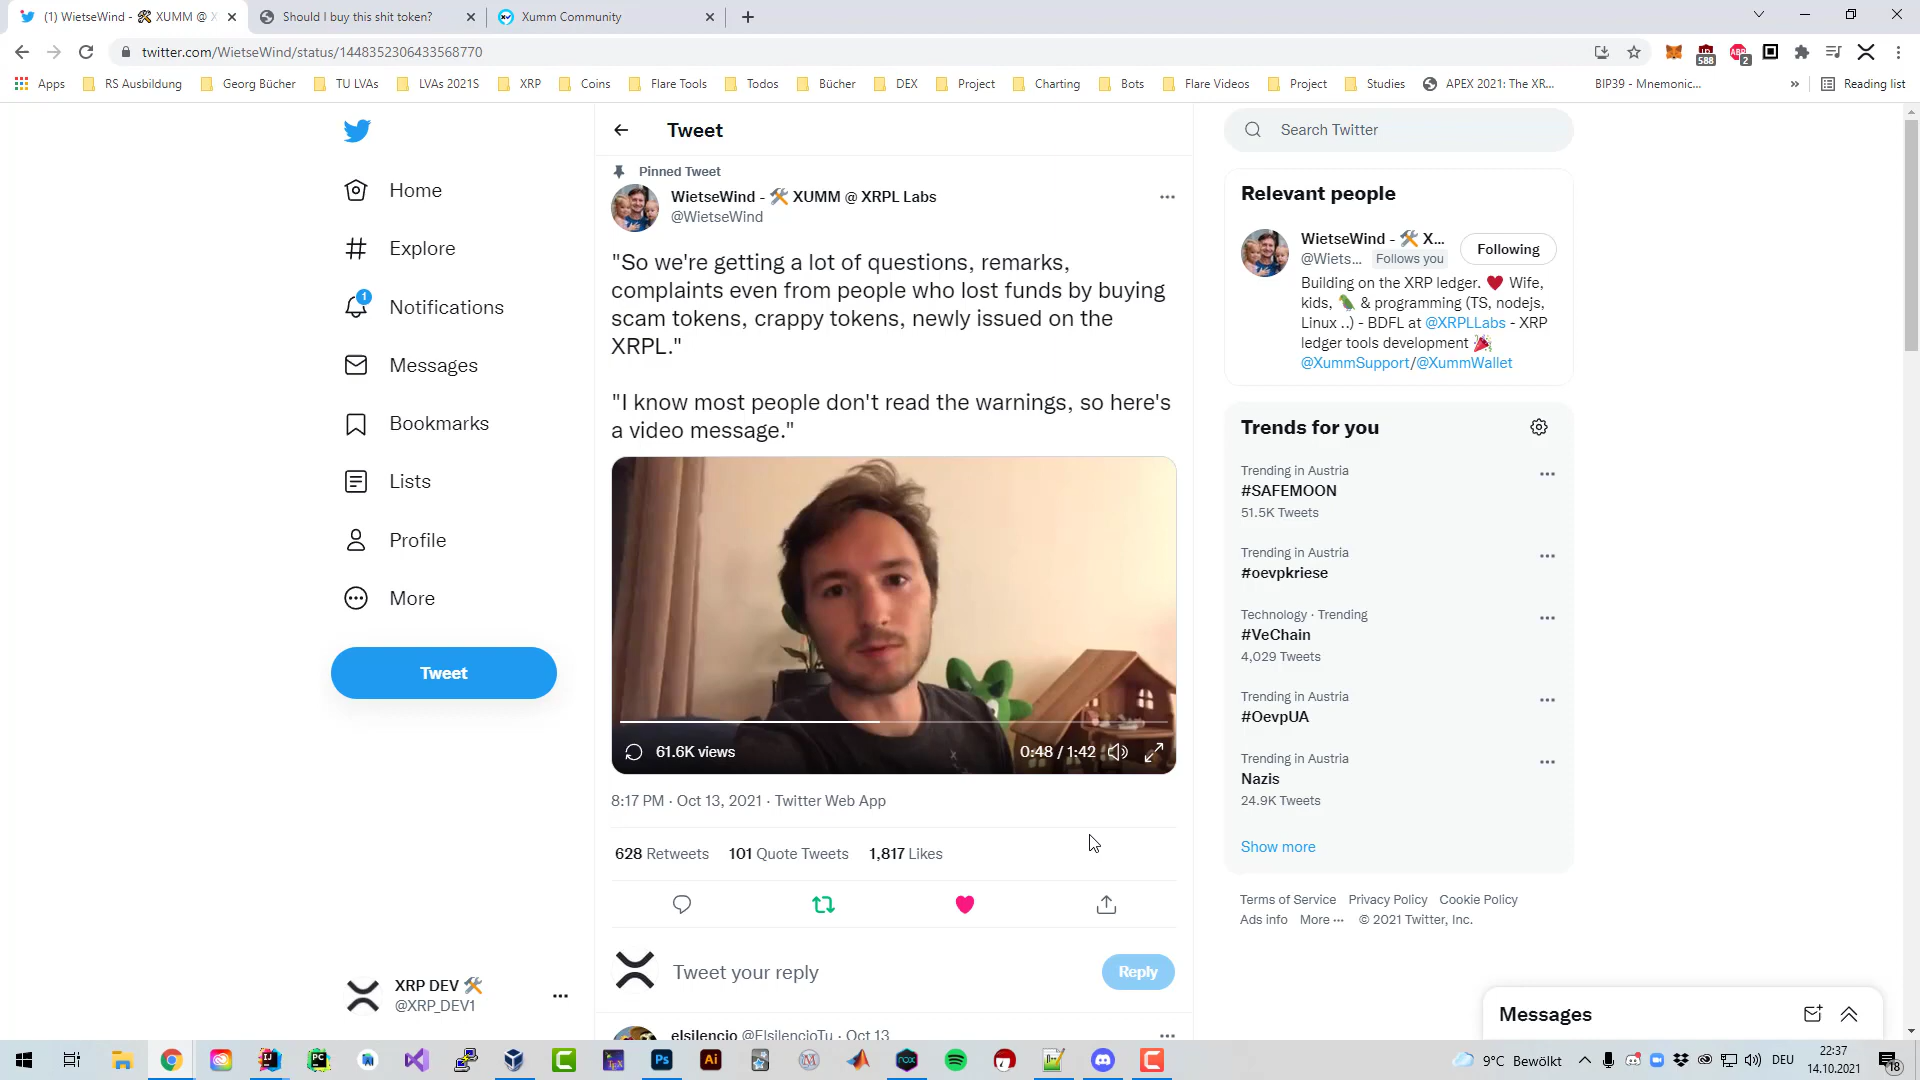 (1) WietseWind - 🛠 XUMM @ X
Should I buy this shit token?
Xumm Community
twitter.com/WietseWind/status/1448352306433568770
588
2
Apps
RS Ausbildung
Georg Bücher
TU LVAs
LVAs 2021S
XRP
Coins
Flare Tools
Todos
Bücher
DEX
Project
Charting
Bots
Flare Videos
Project
Studies
APEX 2021: The XR...
BIP39 - Mnemonic...
»
Reading list
Home
Explore
1
Notifications
Messages
Bookmarks
Lists
Profile
More
Tweet
XRP DEV 🛠
@XRP_DEV1
Tweet
Pinned Tweet
WietseWind - 🛠 XUMM @ XRPL Labs
@WietseWind
"So we're getting a lot of questions, remarks,
complaints even from people who lost funds by buying
scam tokens, crappy tokens, newly issued on the
XRPL."
"I know most people don't read the warnings, so here's
a video message."
61.6K views
0:48 / 1:42
8:17 PM · Oct 13, 2021 · Twitter Web App
628 Retweets 101 Quote Tweets 1,817 Likes
Tweet your reply
Reply
elsilencio @ElsilencioTu · Oct 13
Search Twitter
Relevant people
WietseWind - 🛠 X...
@Wiets... Follows you
Following
Building on the XRP ledger. ❤️ Wife,
kids, 🦜 & programming (TS, nodejs,
Linux ..) - BDFL at @XRPLLabs - XRP
ledger tools development 🎉
@XummSupport/@XummWallet
Trends for you
Trending in Austria
#SAFEMOON
51.5K Tweets
Trending in Austria
#oevpkriese
Technology · Trending
#VeChain
4,029 Tweets
Trending in Austria
#OevpUA
Trending in Austria
Nazis
24.9K Tweets
Show more
Terms of Service Privacy Policy Cookie Policy
Ads info More ··· © 2021 Twitter, Inc.
Messages
9°C Bewölkt
DEU
22:37
14.10.2021
18